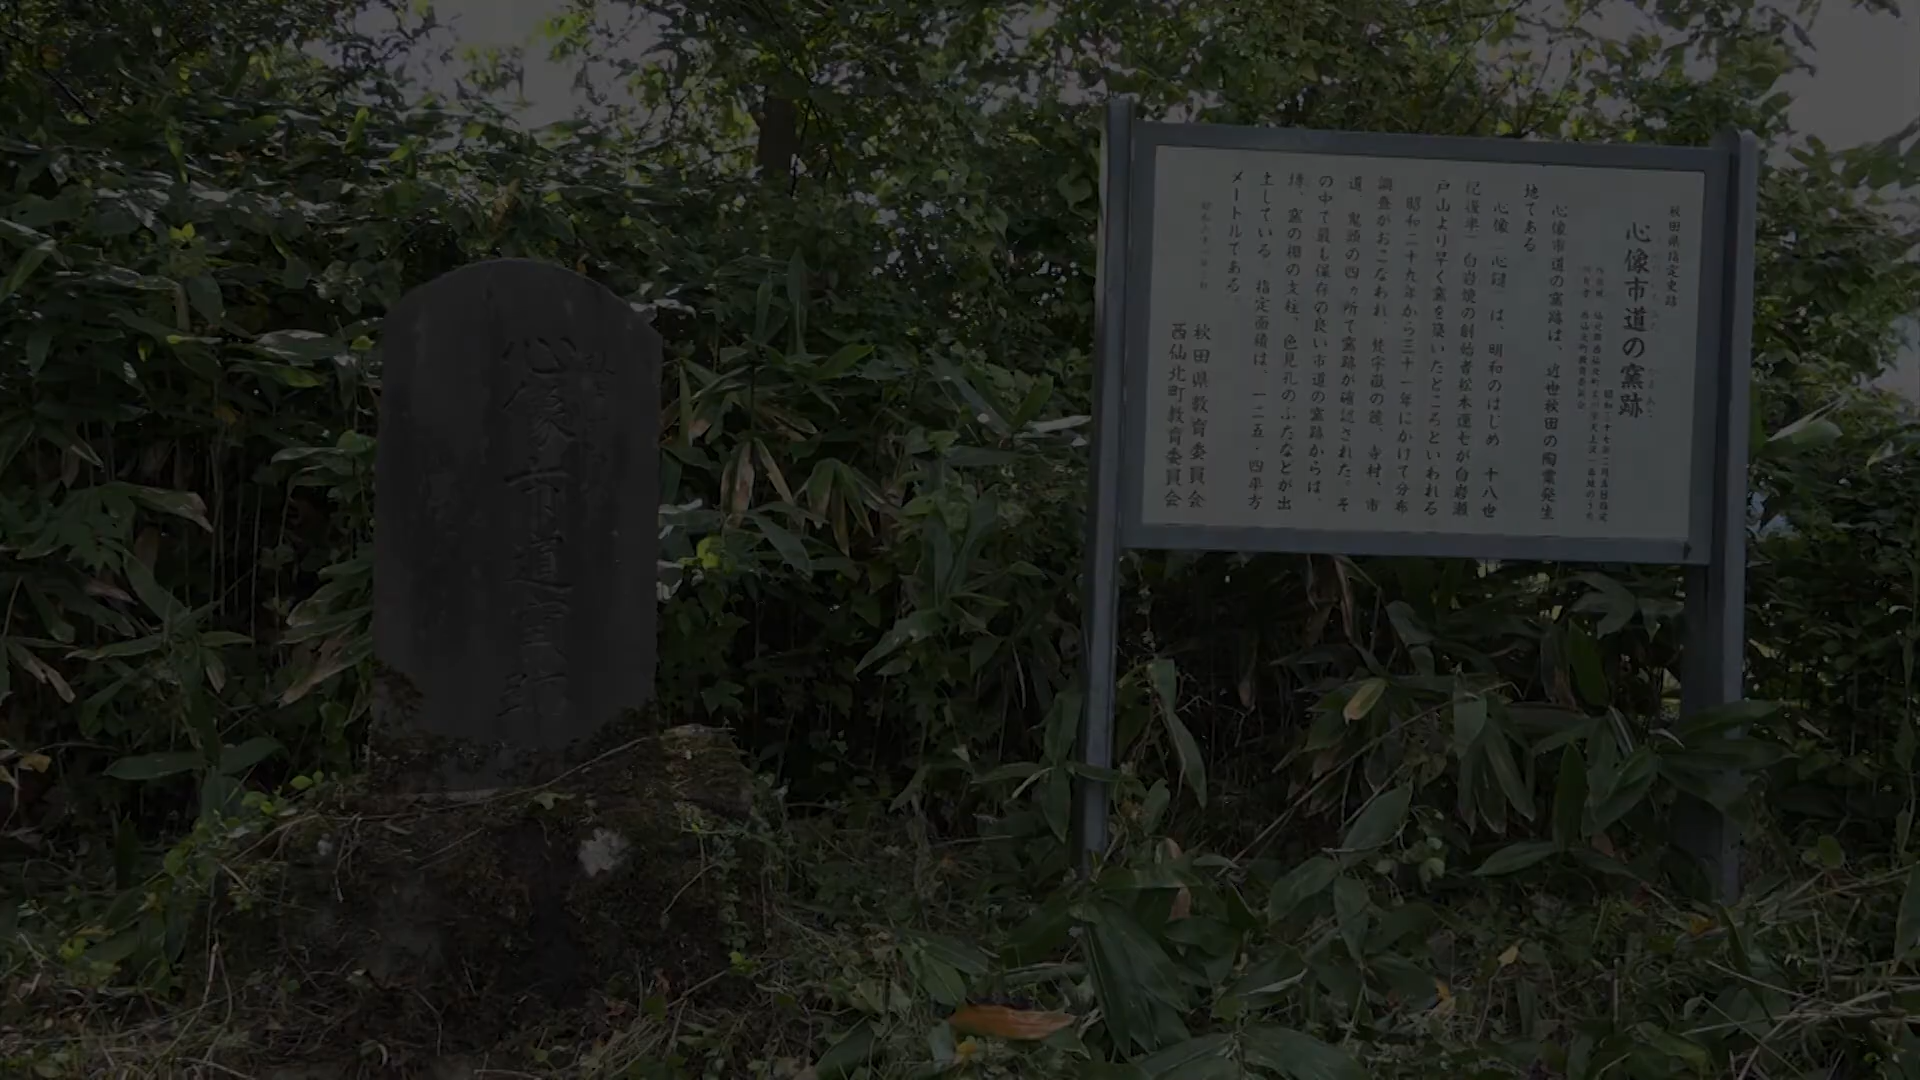 秋田県指定史跡
心像市道の窯跡
心像市道の窯跡は、近世秋田の陶業発生
地である
心像(心鏡)は、明和のはじめ 十八世
紀後半 白岩焼の創始者松本運七が白岩瀬
戸山より早く窯を築いたところといわれる
昭和二十九年から三十一年にかけて分布
調査がおこなわれ、梵字嶽の麓、寺村、市
道、鬼頭の四ヵ所で窯跡が確認された。そ
の中で最も保存の良い市道の窯跡からは、
窯の棚の支柱、色見孔のふたなどが出
土している。指定面積は、一二五・四平方
メートルである。
秋田県教育委員会
西仙北町教育委員会
心像市道窯跡